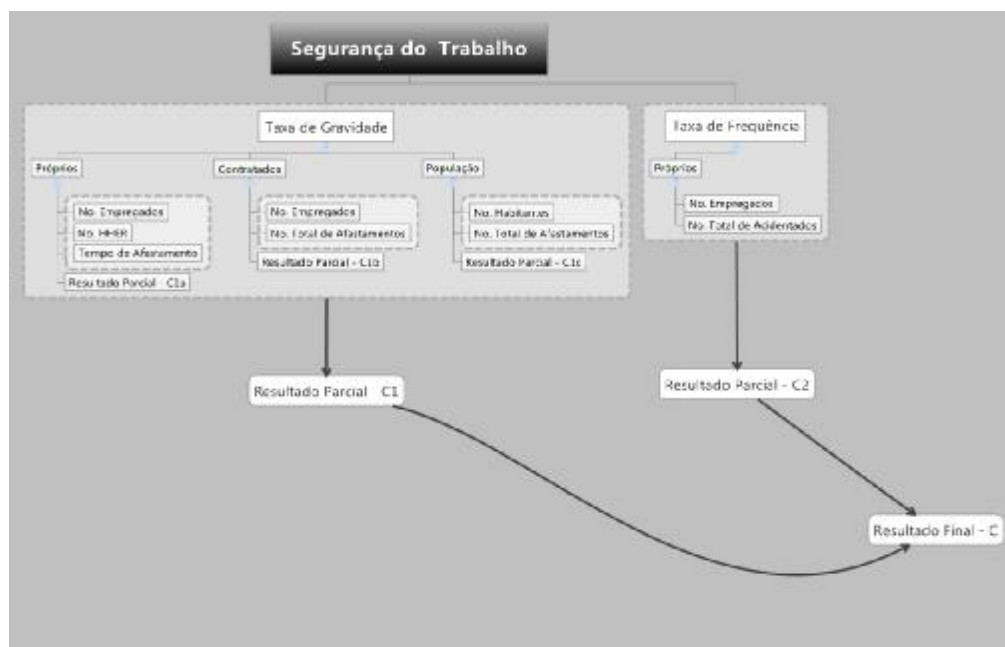 Segurança do Trabalho
Taxa de Gravidade
Taxa de Frequência
Próprios
Contratados
População
Próprios
No. Empregados
No. HHER
Tempo de Afastamento
Resultado Parcial - C1a
No. Empregados
No. Total de Afastamentos
Resultado Parcial - C1b
No. Habitantes
No. Total de Afastamentos
Resultado Parcial - C1c
No. Empregados
No. Total de Acidentados
Resultado Parcial - C1
Resultado Parcial - C2
Resultado Final - C